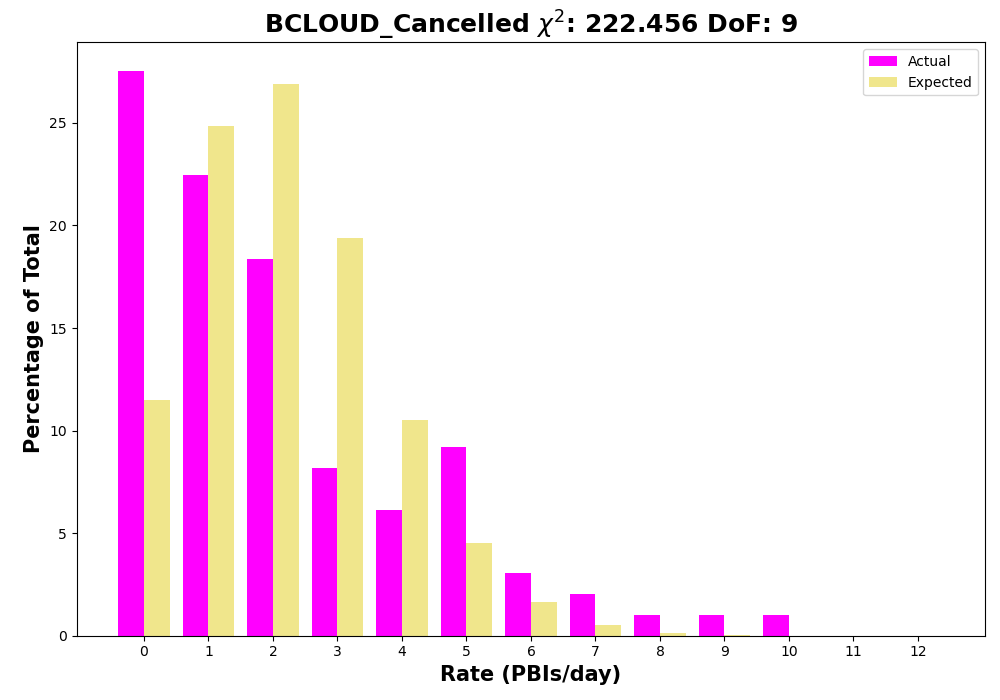 BCLOUD_Cancelled χ²: 222.456 DoF: 9
Actual
Expected
Percentage of Total
25
20
15
10
5
0
0 1 2 3 4 5 6 7 8 9 10 11 12
Rate (PBIs/day)